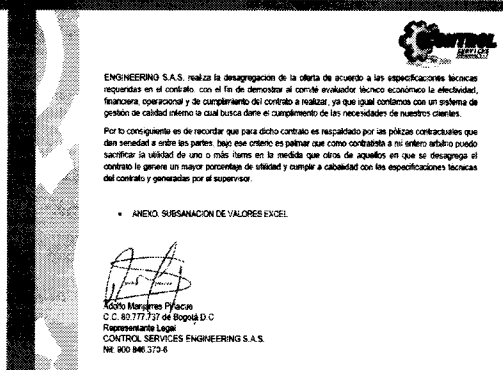 CONTROL
SERVICES
ENGINEERING S.A.S. realiza la desagregación de la oferta de acuerdo a las especificaciones técnicas
requeridas en el contrato, con el fin de demostrar al comité evaluador técnico económico la efectividad,
financiera, operacional y de cumplimiento del contrato a realizar, ya que igual contamos con un sistema de
gestión de calidad interno la cual busca darle el cumplimiento de las necesidades de nuestros clientes.
Por lo consiguiente es de recordar que para dicho contrato es respaldado por las pólizas contractuales que
dan seriedad a entre las partes, bajo ese criterio es palmar que como contratista a mi entero arbitrio puedo
sacrificar la utilidad de uno o más ítems en la medida que otros de aquellos en que se desagrega el
contrato le genere un mayor porcentaje de utilidad y cumplir a cabalidad con las especificaciones técnicas
del contrato y generadas por el supervisor.
• ANEXO. SUBSANACION DE VALORES EXCEL
Adolfo Manjarres
C.C. 80.777.737 de Bogotá D.C
Representante Legal
CONTROL SERVICES ENGINEERING S.A.S.
Nit. 900 846.370-6